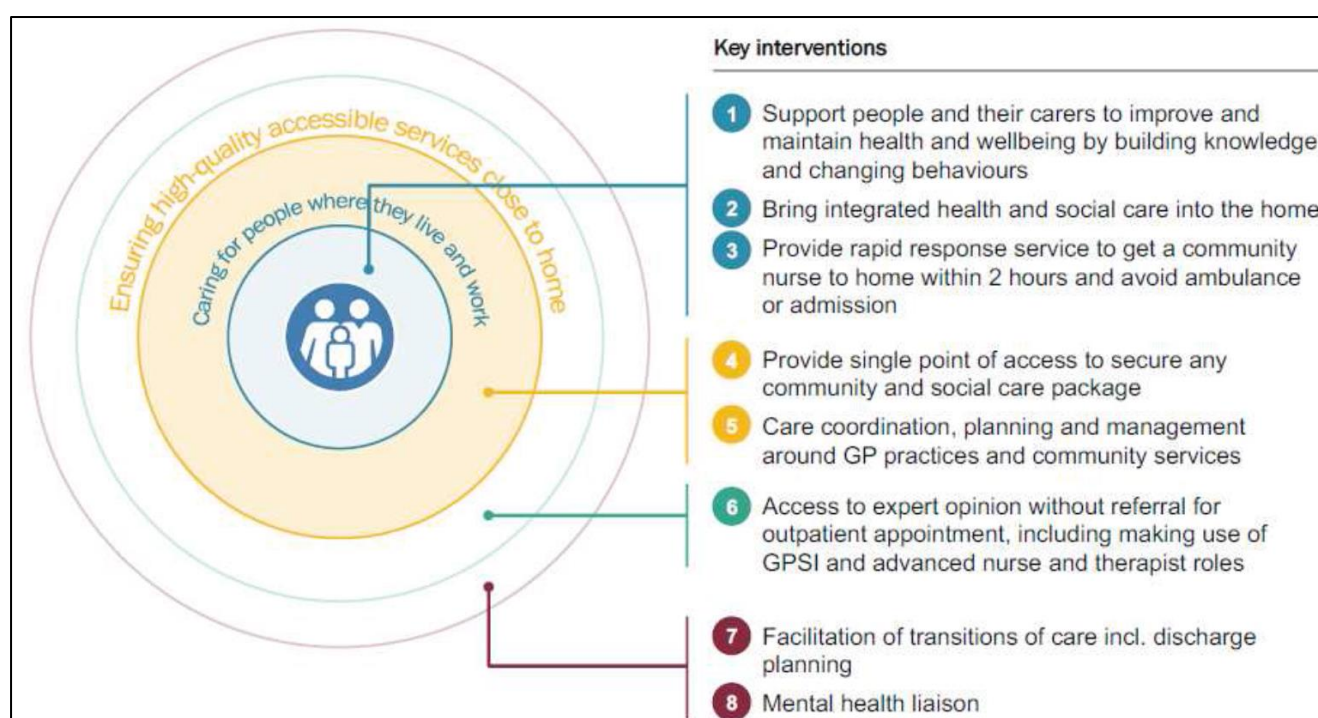 Ensuring high-quality accessible services close to home
Caring for people where they live and work
Key interventions
1 Support people and their carers to improve and
maintain health and wellbeing by building knowledge
and changing behaviours
2 Bring integrated health and social care into the home
3 Provide rapid response service to get a community
nurse to home within 2 hours and avoid ambulance
or admission
4 Provide single point of access to secure any
community and social care package
5 Care coordination, planning and management
around GP practices and community services
6 Access to expert opinion without referral for
outpatient appointment, including making use of
GPSI and advanced nurse and therapist roles
7 Facilitation of transitions of care incl. discharge
planning
8 Mental health liaison